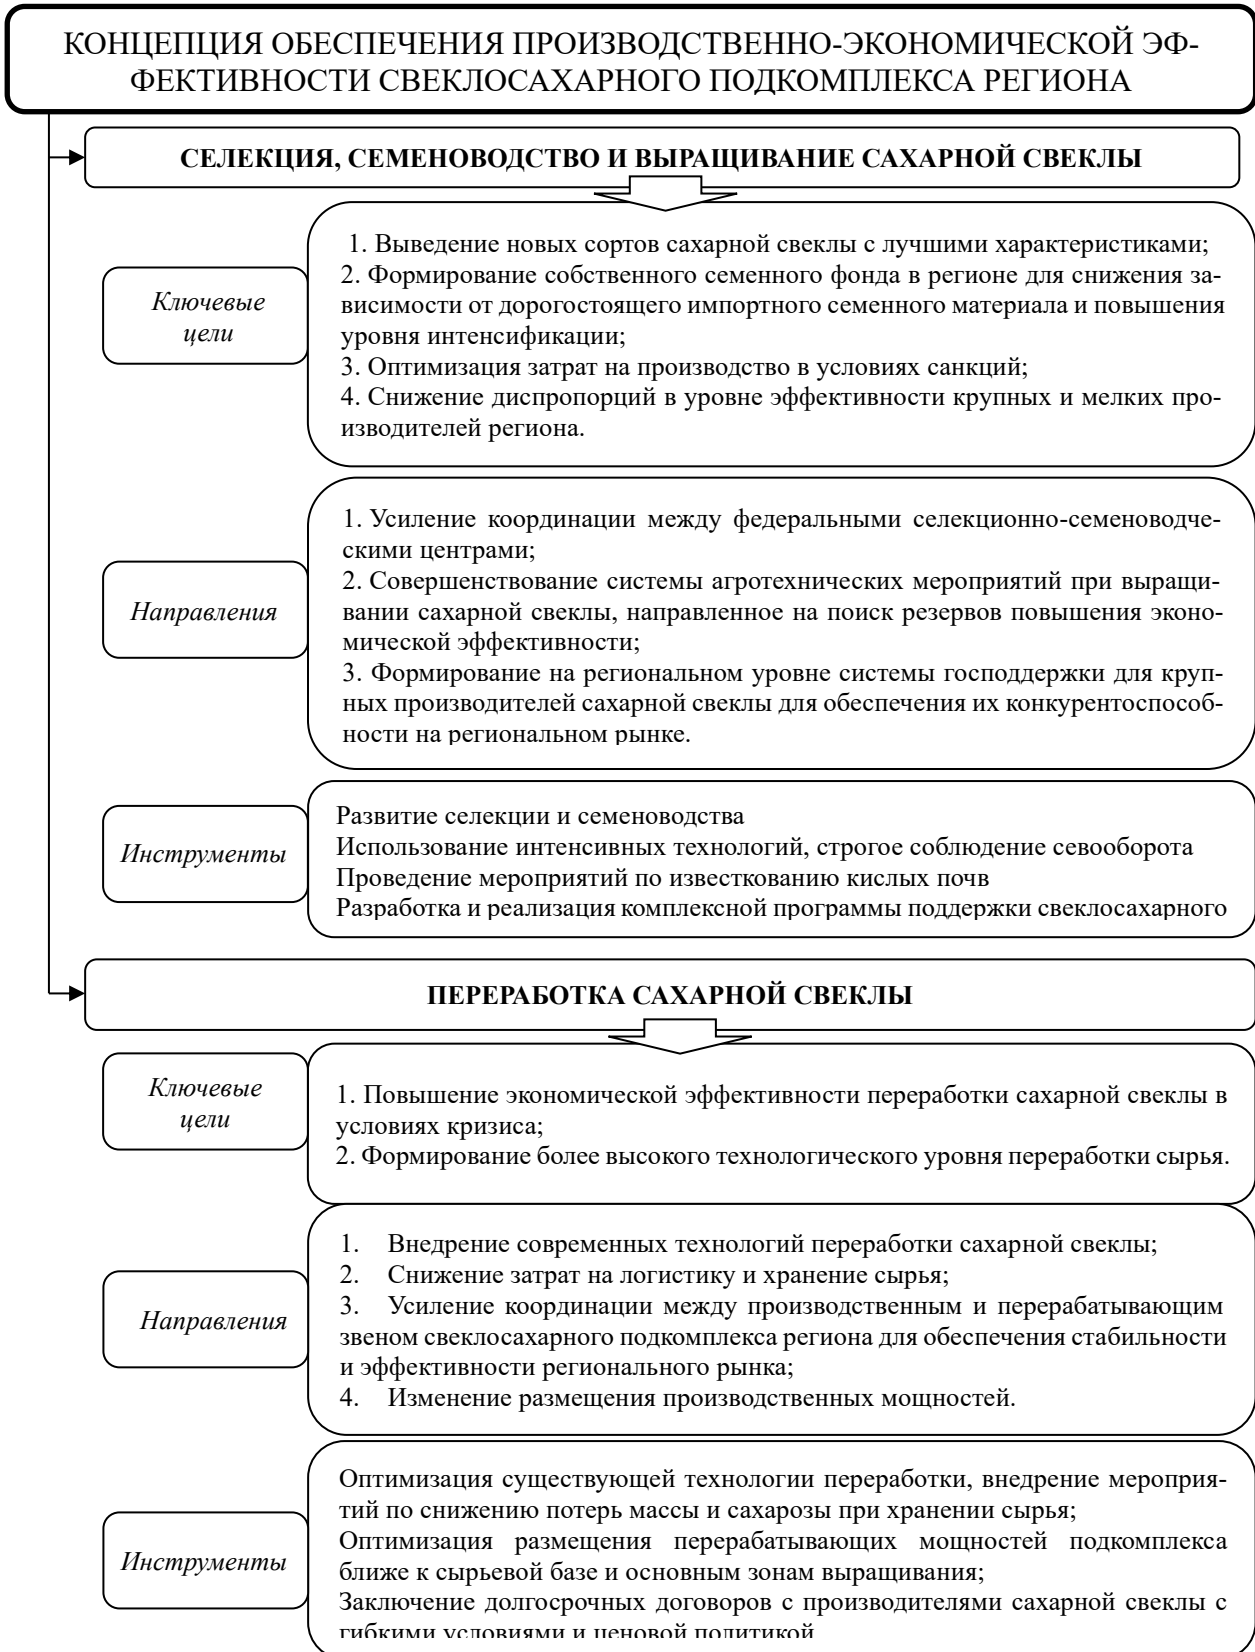 КОНЦЕПЦИЯ ОБЕСПЕЧЕНИЯ ПРОИЗВОДСТВЕННО-ЭКОНОМИЧЕСКОЙ ЭФ-
ФЕКТИВНОСТИ СВЕКЛОСАХАРНОГО ПОДКОМПЛЕКСА РЕГИОНА
СЕЛЕКЦИЯ, СЕМЕНОВОДСТВО И ВЫРАЩИВАНИЕ САХАРНОЙ СВЕКЛЫ
Ключевые
цели
1. Выведение новых сортов сахарной свеклы с лучшими характеристиками;
2. Формирование собственного семенного фонда в регионе для снижения за-
висимости от дорогостоящего импортного семенного материала и повышения
уровня интенсификации;
3. Оптимизация затрат на производство в условиях санкций;
4. Снижение диспропорций в уровне эффективности крупных и мелких про-
изводителей региона.
Направления
1. Усиление координации между федеральными селекционно-семеноводче-
скими центрами;
2. Совершенствование системы агротехнических мероприятий при выращи-
вании сахарной свеклы, направленное на поиск резервов повышения эконо-
мической эффективности;
3. Формирование на региональном уровне системы господдержки для круп-
ных производителей сахарной свеклы для обеспечения их конкурентоспособ-
ности на региональном рынке.
Инструменты
Развитие селекции и семеноводства
Использование интенсивных технологий, строгое соблюдение севооборота
Проведение мероприятий по известкованию кислых почв
Разработка и реализация комплексной программы поддержки свеклосахарного
ПЕРЕРАБОТКА САХАРНОЙ СВЕКЛЫ
Ключевые
цели
1. Повышение экономической эффективности переработки сахарной свеклы в
условиях кризиса;
2. Формирование более высокого технологического уровня переработки сырья.
Направления
1. Внедрение современных технологий переработки сахарной свеклы;
2. Снижение затрат на логистику и хранение сырья;
3. Усиление координации между производственным и перерабатывающим
звеном свеклосахарного подкомплекса региона для обеспечения стабильности
и эффективности регионального рынка;
4. Изменение размещения производственных мощностей.
Инструменты
Оптимизация существующей технологии переработки, внедрение мероприя-
тий по снижению потерь массы и сахарозы при хранении сырья;
Оптимизация размещения перерабатывающих мощностей подкомплекса
ближе к сырьевой базе и основным зонам выращивания;
Заключение долгосрочных договоров с производителями сахарной свеклы с
гибкими условиями и ценовой политикой